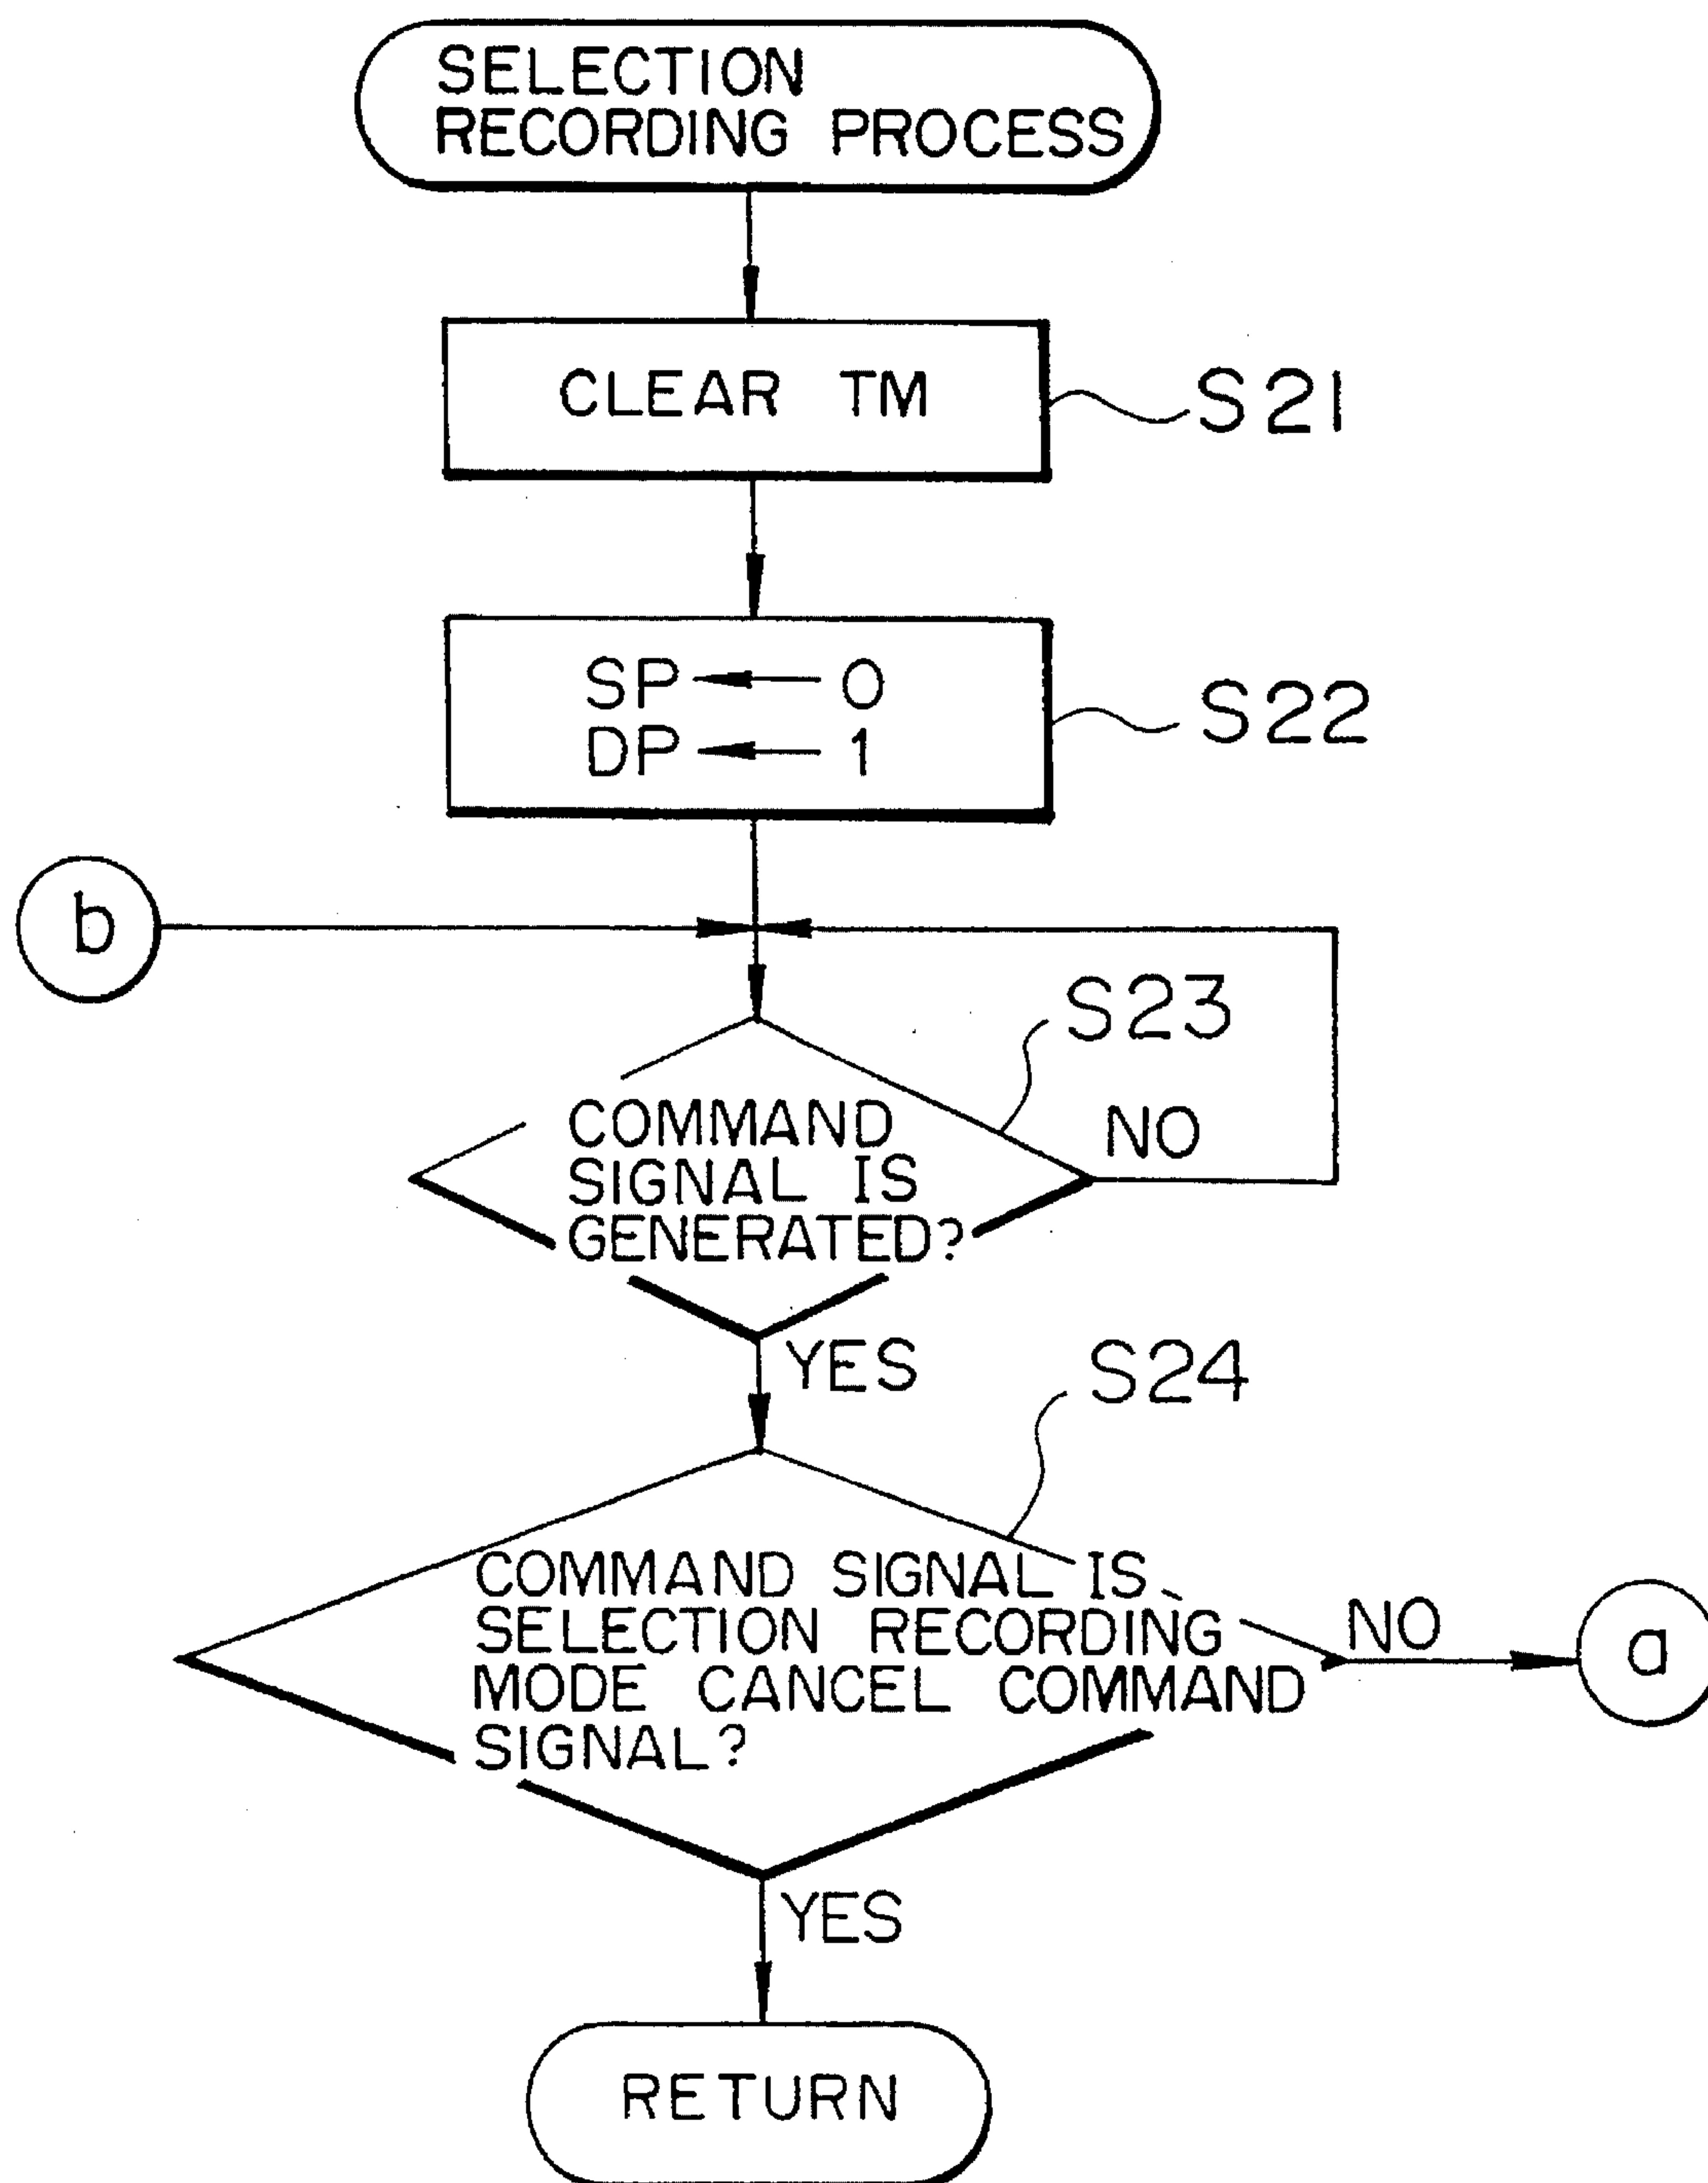 SELECTION
RECORDING PROCESS
CLEAR TM
S21
SP ← 0
DP ← 1
S22
b
S23
COMMAND
SIGNAL IS
GENERATED?
NO
YES
S24
COMMAND SIGNAL IS
SELECTION RECORDING
MODE CANCEL COMMAND
SIGNAL?
NO
a
YES
RETURN